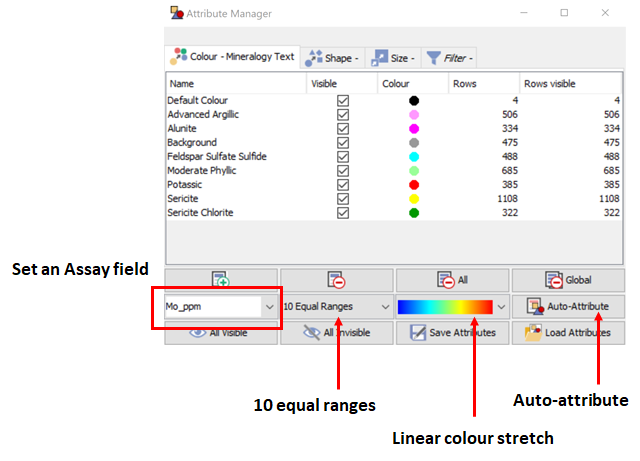 Attribute Manager
Colour - Mineralogy Text Shape - Size - Filter -
Name Visible Colour Rows Rows visible
Default Colour 4 4
Advanced Argillic 506 506
Alunite 334 334
Background 475 475
Feldspar Sulfate Sulfide 488 488
Moderate Phyllic 685 685
Potassic 385 385
Sericite 1108 1108
Sericite Chlorite 322 322
Set an Assay field
All Global
Mo_ppm 10 Equal Ranges Auto-Attribute
All Visible All Invisible Save Attributes Load Attributes
10 equal ranges
Auto-attribute
Linear colour stretch